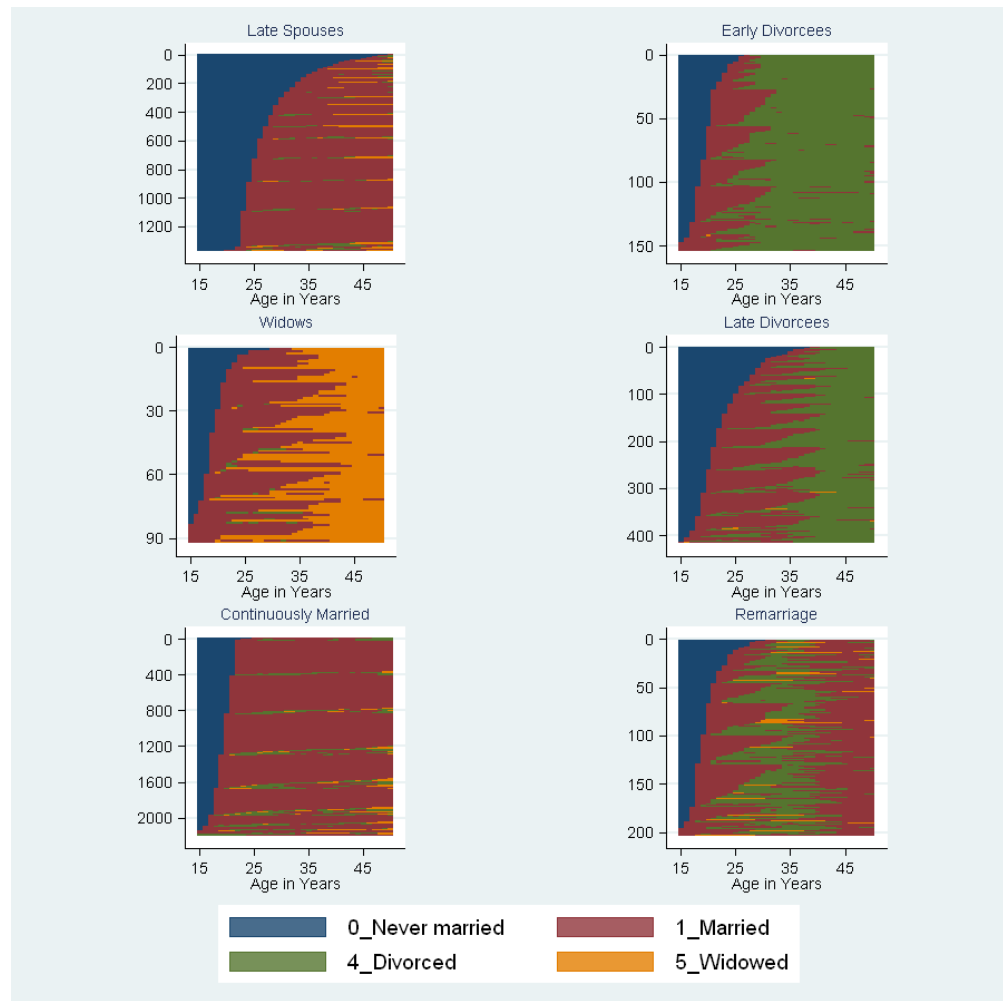 Late Spouses
0
200
400
600
800
1000
1200
15 25 35 45
Age in Years
Early Divorcees
0
50
100
150
15 25 35 45
Age in Years
Widows
0
30
60
90
15 25 35 45
Age in Years
Late Divorcees
0
100
200
300
400
15 25 35 45
Age in Years
Continuously Married
0
400
800
1200
1600
2000
15 25 35 45
Age in Years
Remarriage
0
50
100
150
200
15 25 35 45
Age in Years
0_Never married 1_Married
4_Divorced 5_Widowed